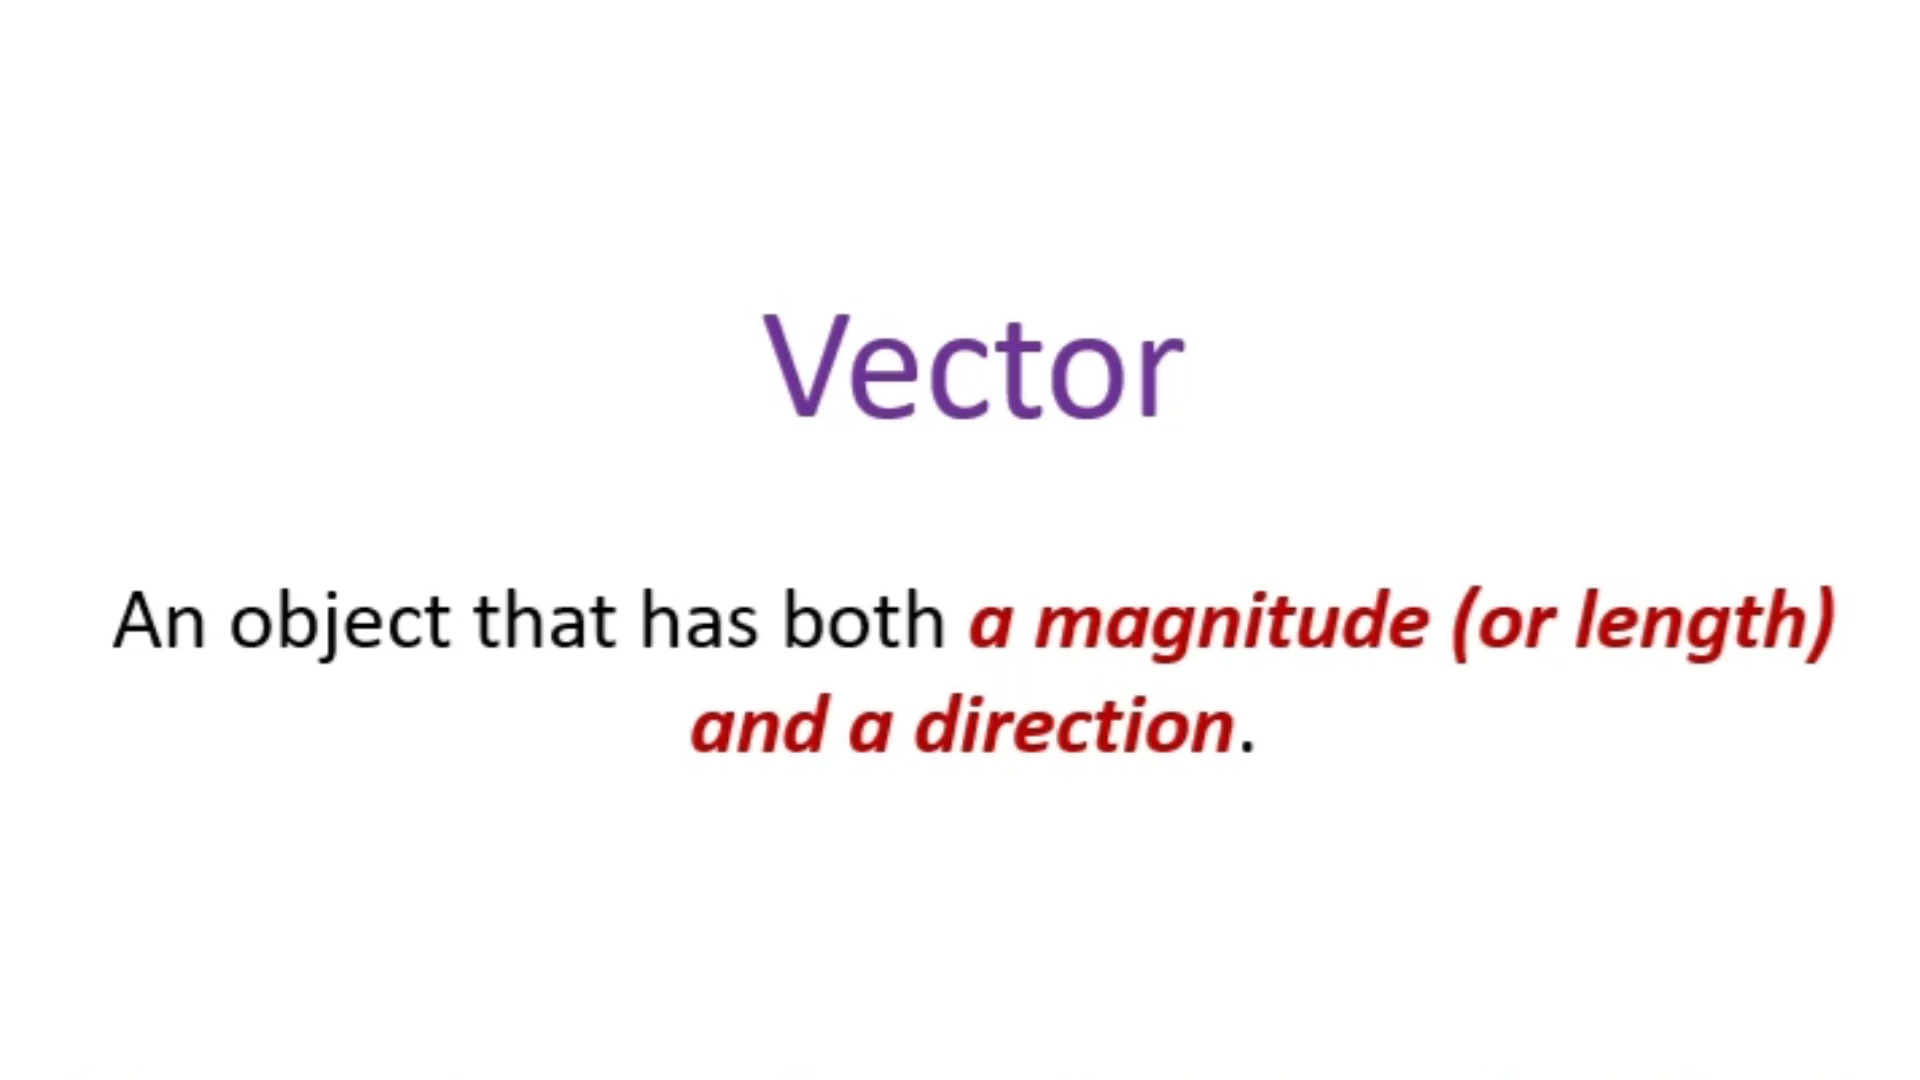 Vector
An object that has both a magnitude (or length)
and a direction.